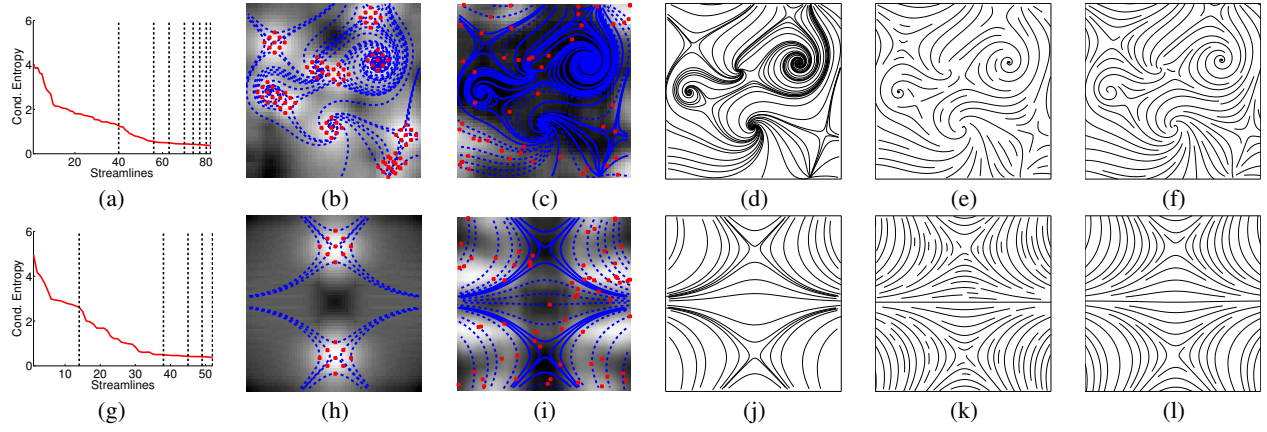 6
4
2
0
Cond. Entropy
20 40 60 80
Streamlines
(a) (b) (c) (d) (e) (f)
6
4
2
0
Cond. Entropy
10 20 30 40 50
Streamlines
(g) (h) (i) (j) (k) (l)